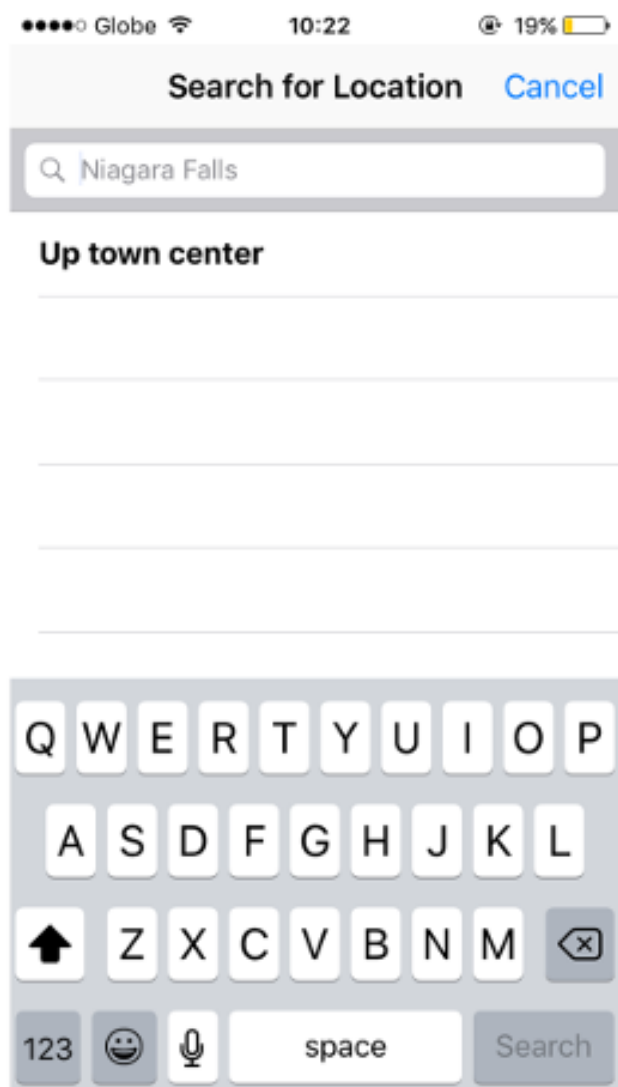 Globe 10:22 19%
Search for Location Cancel
Niagara Falls
Up town center
Q W E R T Y U I O P
A S D F G H J K L
Z X C V B N M
123 space Search